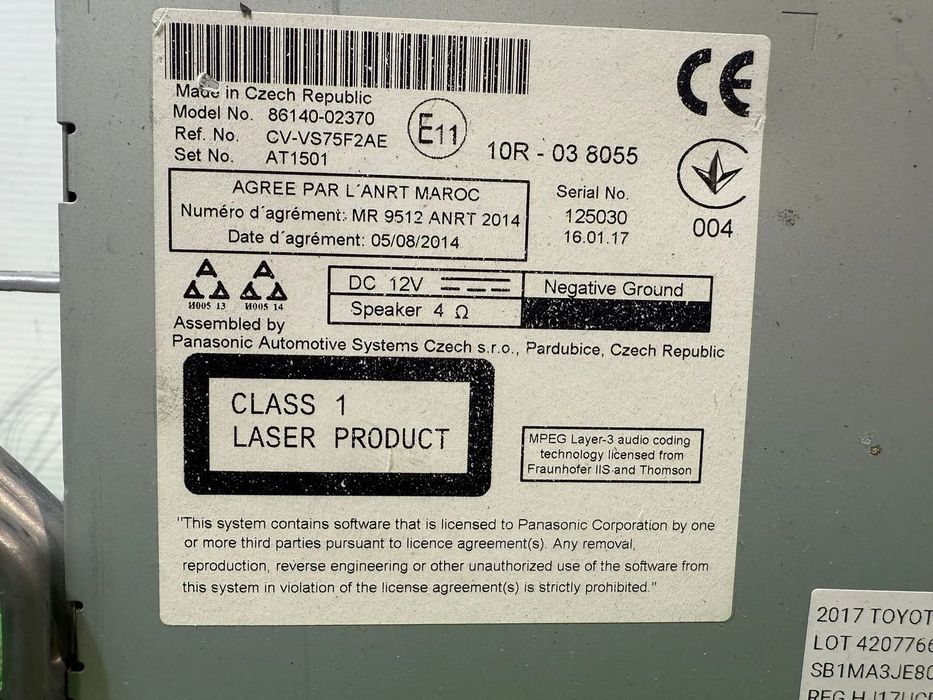 Made in Czech Republic
Model No. 86140-02370
Ref. No. CV-VS75F2AE
Set No. AT1501
E11
10R - 03 8055
CE
004
AGREE PAR L´ANRT MAROC
Numéro d´agrément: MR 9512 ANRT 2014
Date d´agrément: 05/08/2014
Serial No.
125030
16.01.17
И005 13 И005 14
DC 12V
Negative Ground
Speaker 4 Ω
Assembled by
Panasonic Automotive Systems Czech s.r.o., Pardubice, Czech Republic
CLASS 1
LASER PRODUCT
MPEG Layer-3 audio coding
technology licensed from
Fraunhofer IIS and Thomson
"This system contains software that is licensed to Panasonic Corporation by one
or more third parties pursuant to licence agreement(s). Any removal,
reproduction, reverse engineering or other unauthorized use of the software from
this system in violation of the license agreement(s) is strictly prohibited."
2017 TOYOT
LOT 4207766
SB1MA3JE80